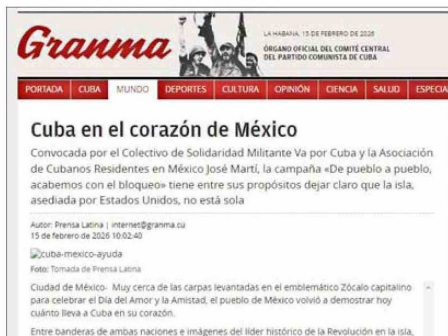 Granma
LA HABANA, 15 DE FEBRERO DE 2026
ÓRGANO OFICIAL DEL COMITÉ CENTRAL
DEL PARTIDO COMUNISTA DE CUBA
PORTADA CUBA MUNDO DEPORTES CULTURA OPINIÓN CIENCIA SALUD ESPECIA
Cuba en el corazón de México
Convocada por el Colectivo de Solidaridad Militante Va por Cuba y la Asociación
de Cubanos Residentes en México José Martí, la campaña «De pueblo a pueblo,
acabemos con el bloqueo» tiene entre sus propósitos dejar claro que la isla,
asediada por Estados Unidos, no está sola
Autor: Prensa Latina | internet@granma.cu
15 de febrero de 2026 10:02:40
cuba-mexico-ayuda
Foto: Tomada de Prensa Latina
Ciudad de México- Muy cerca de las carpas levantadas en el emblemático Zócalo capitalino
para celebrar el Día del Amor y la Amistad, el pueblo de México volvió a demostrar hoy
cuánto lleva a Cuba en su corazón.
Entre banderas de ambas naciones e imágenes del líder histórico de la Revolución en la isla,